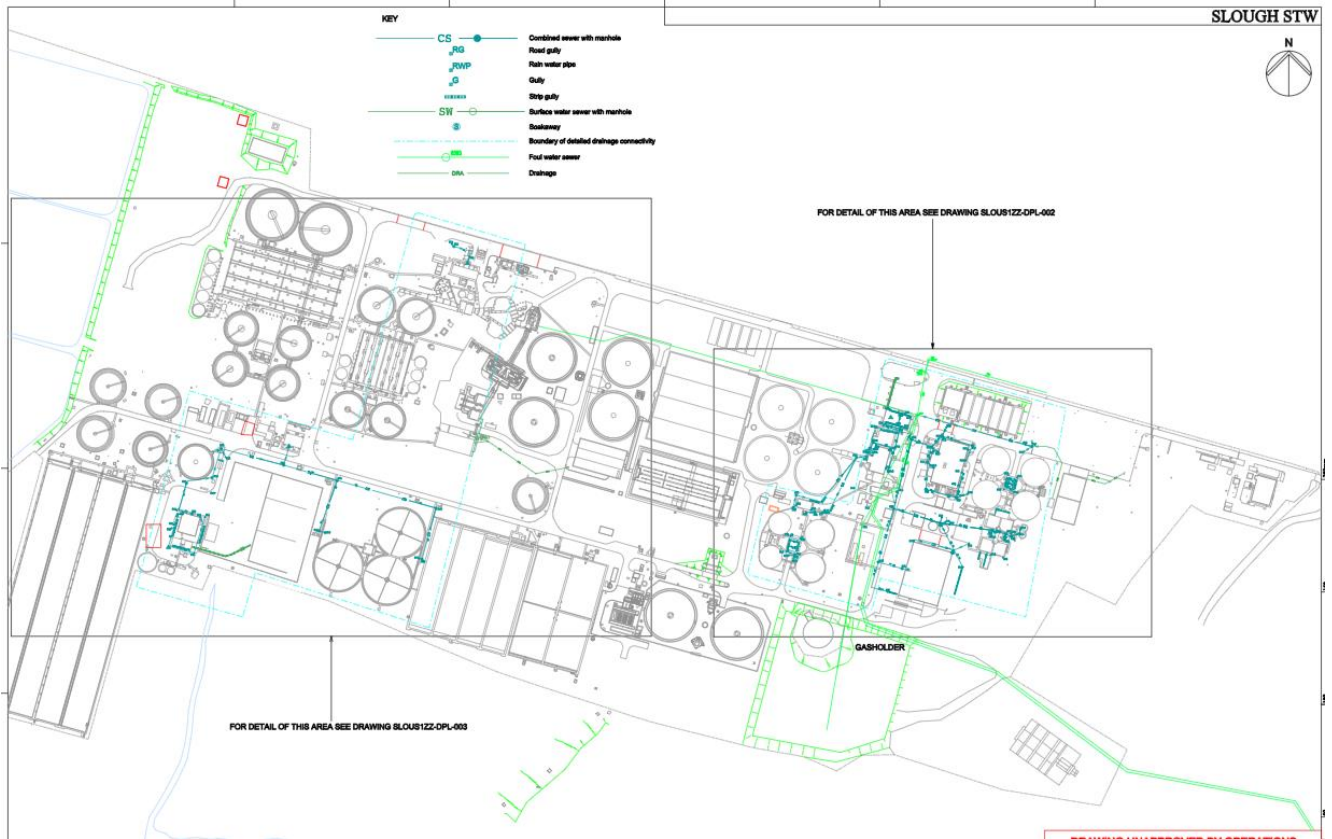 SLOUGH STW
KEY
N
CS
Combined sewer with manhole
RG
Road gully
RWP
Rain water pipe
G
Gully
Strip gully
SW
Surface water sewer with manhole
S
Soakaway
Boundary of detailed drainage connectivity
Foul water sewer
DRA
Drainage
FOR DETAIL OF THIS AREA SEE DRAWING SLOUS1ZZ-DPL-002
GASHOLDER
FOR DETAIL OF THIS AREA SEE DRAWING SLOUS1ZZ-DPL-003